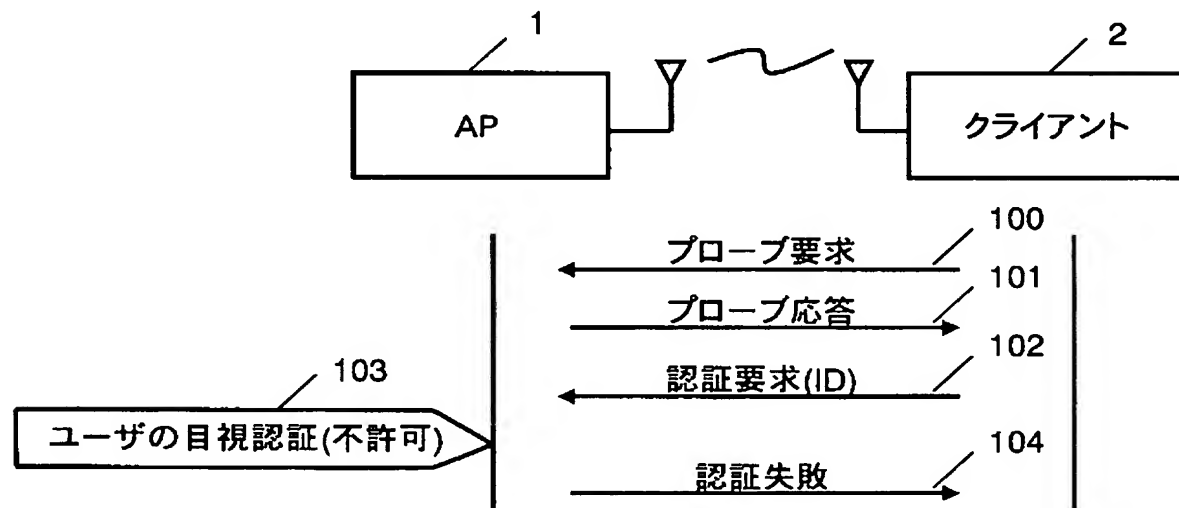 1
2
AP
クライアント
100
プローブ要求
101
プローブ応答
102
認証要求(ID)
103
ユーザの目視認証(不許可)
104
認証失敗